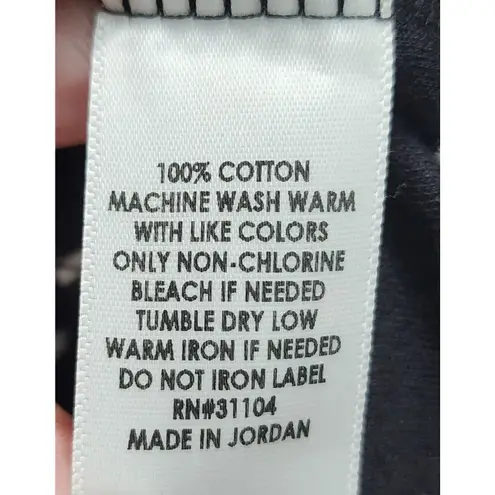 100% COTTON
MACHINE WASH WARM
WITH LIKE COLORS
ONLY NON-CHLORINE
BLEACH IF NEEDED
TUMBLE DRY LOW
WARM IRON IF NEEDED
DO NOT IRON LABEL
RN#31104
MADE IN JORDAN